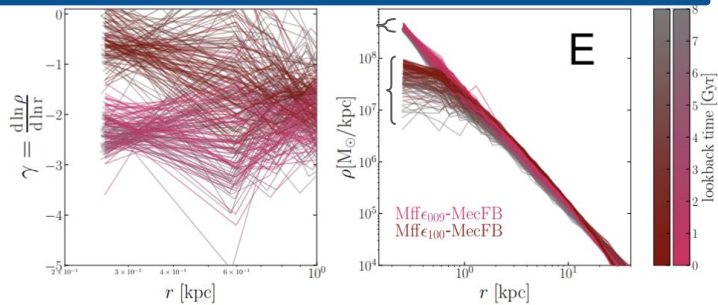 0
−1
−2
−3
−4
−5
γ = d lnρ / d lnr
2×10⁻¹ 3×10⁻¹ 4×10⁻¹ 6×10⁻¹ 10⁰
r [kpc]
10⁸
10⁷
10⁶
10⁵
10⁴
ρ[M⊙/kpc]
E
Mffϵ₀₀₉-MecFB
Mffϵ₁₀₀-MecFB
10⁰ 10¹
r [kpc]
8
7
6
5
4
3
2
1
0
lookback time [Gyr]